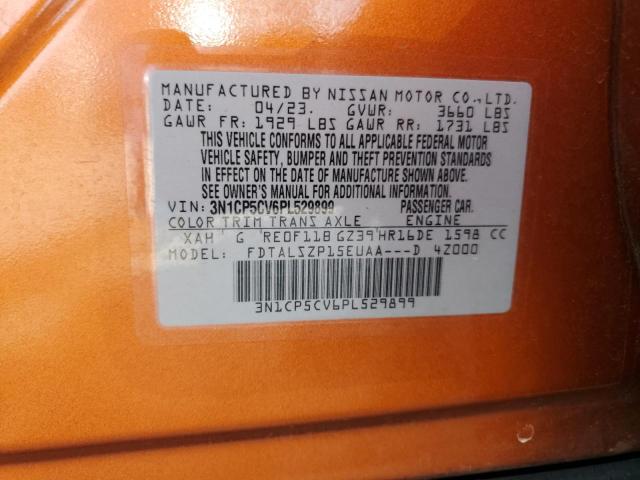 MANUFACTURED BY NISSAN MOTOR CO.,LTD.
DATE: 04/23. GVWR: 3660 LBS
GAWR FR: 1929 LBS GAWR RR: 1731 LBS
THIS VEHICLE CONFORMS TO ALL APPLICABLE FEDERAL MOTOR
VEHICLE SAFETY, BUMPER AND THEFT PREVENTION STANDARDS
IN EFFECT ON THE DATE OF MANUFACTURE SHOWN ABOVE.
SEE OWNER'S MANUAL FOR ADDITIONAL INFORMATION.
VIN: 3N1CP5CV6PL529899 PASSENGER CAR.
COLOR TRIM TRANS AXLE ENGINE
XAH G RE0F11B GZ39 HR16DE 1598 CC
MODEL: FDTALSZP15EUAA---D 4Z000
3N1CP5CV6PL529899